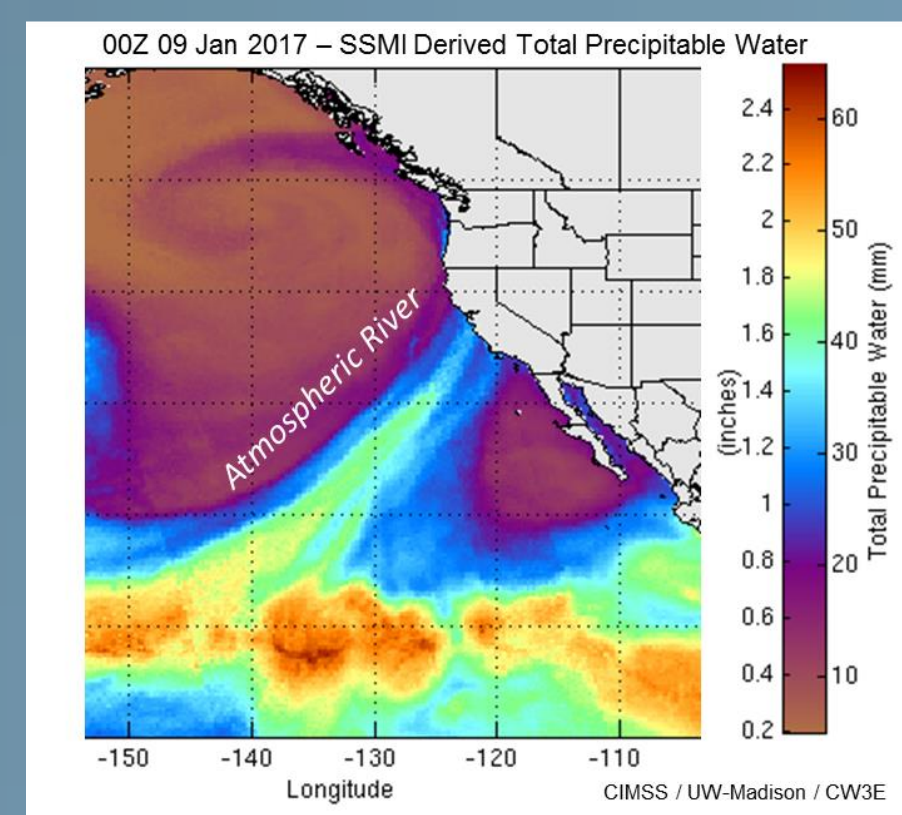 00Z 09 Jan 2017 – SSMI Derived Total Precipitable Water
Atmospheric River
2.4
2.2
2
1.8
1.6
1.4
1.2
1
0.8
0.6
0.4
0.2
(inches)
60
50
40
30
20
10
Total Precipitable Water (mm)
-150 -140 -130 -120 -110
Longitude
CIMSS / UW-Madison / CW3E